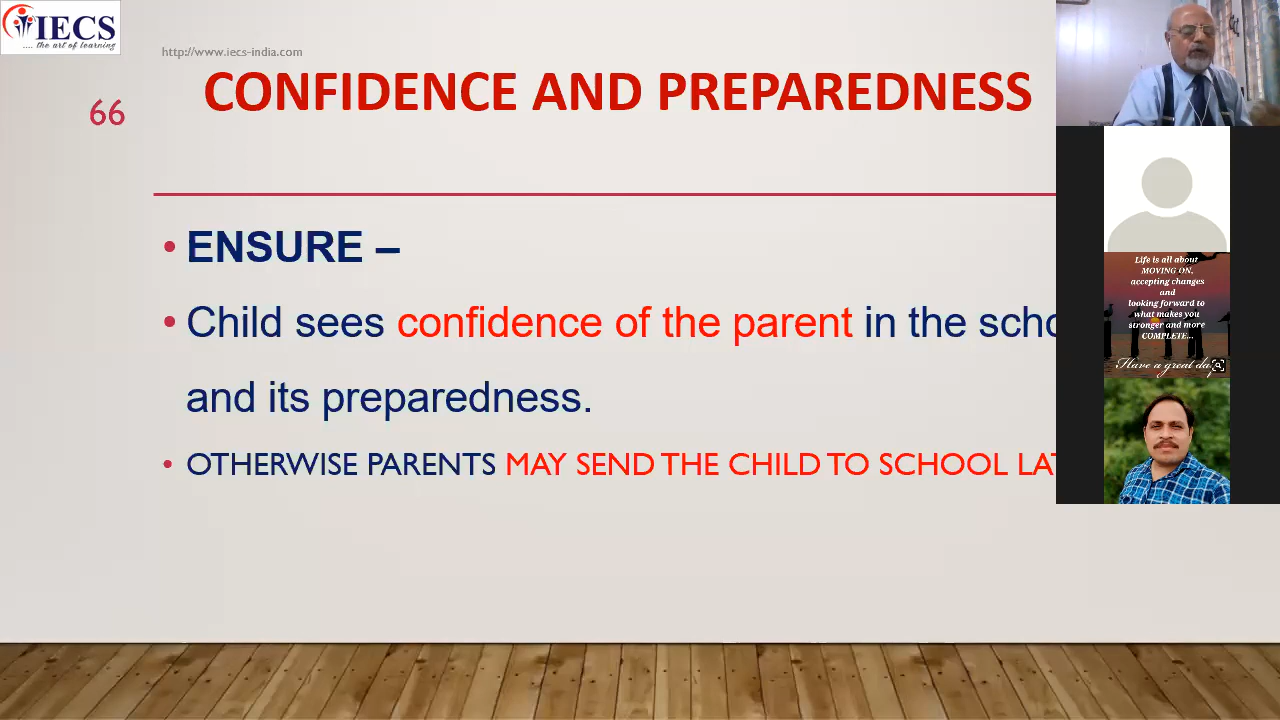 IECS
.... the art of learning
http://www.iecs-india.com
CONFIDENCE AND PREPAREDNESS
66
• ENSURE –
• Child sees confidence of the parent in the scho
and its preparedness.
• OTHERWISE PARENTS MAY SEND THE CHILD TO SCHOOL LAT
Life is all about
MOVING ON,
accepting changes
and
looking forward to
what makes you
stronger and more
COMPLETE...
Have a great day